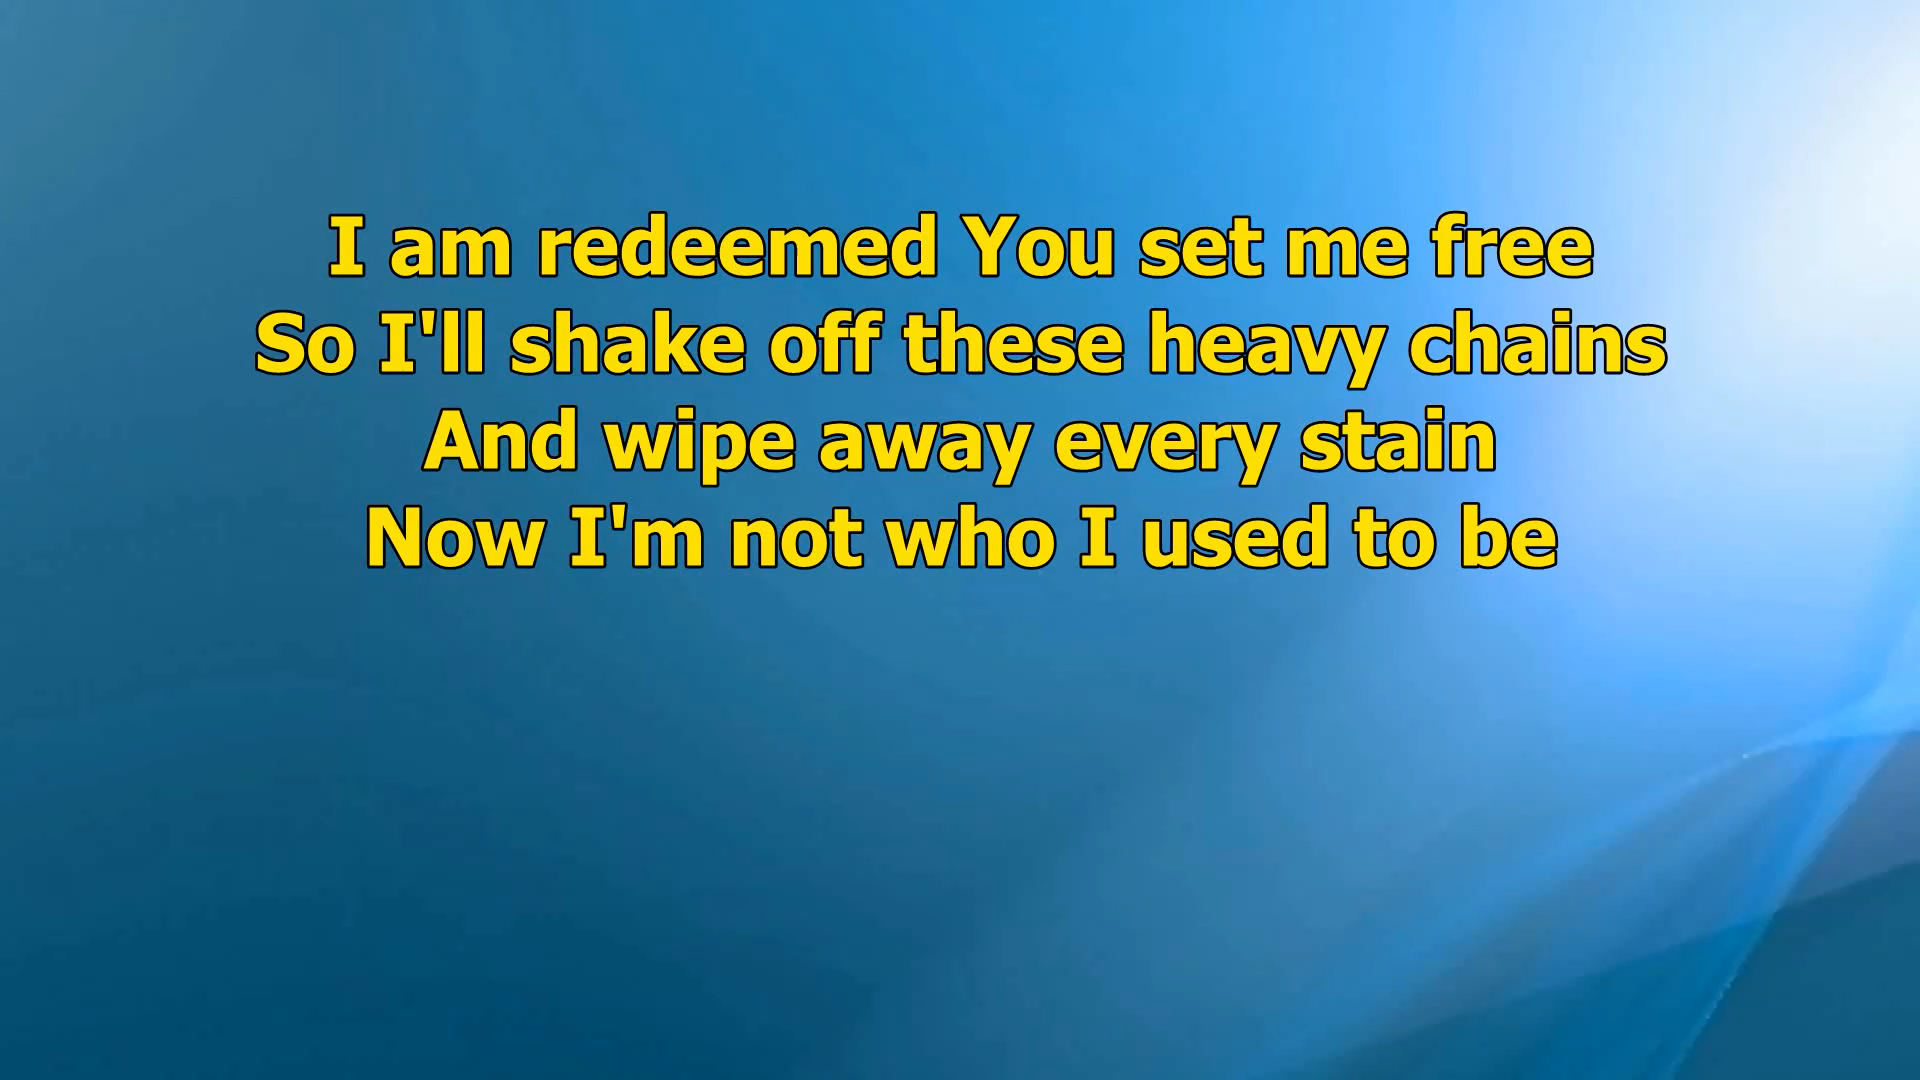 I am redeemed You set me free
So I'll shake off these heavy chains
And wipe away every stain
Now I'm not who I used to be